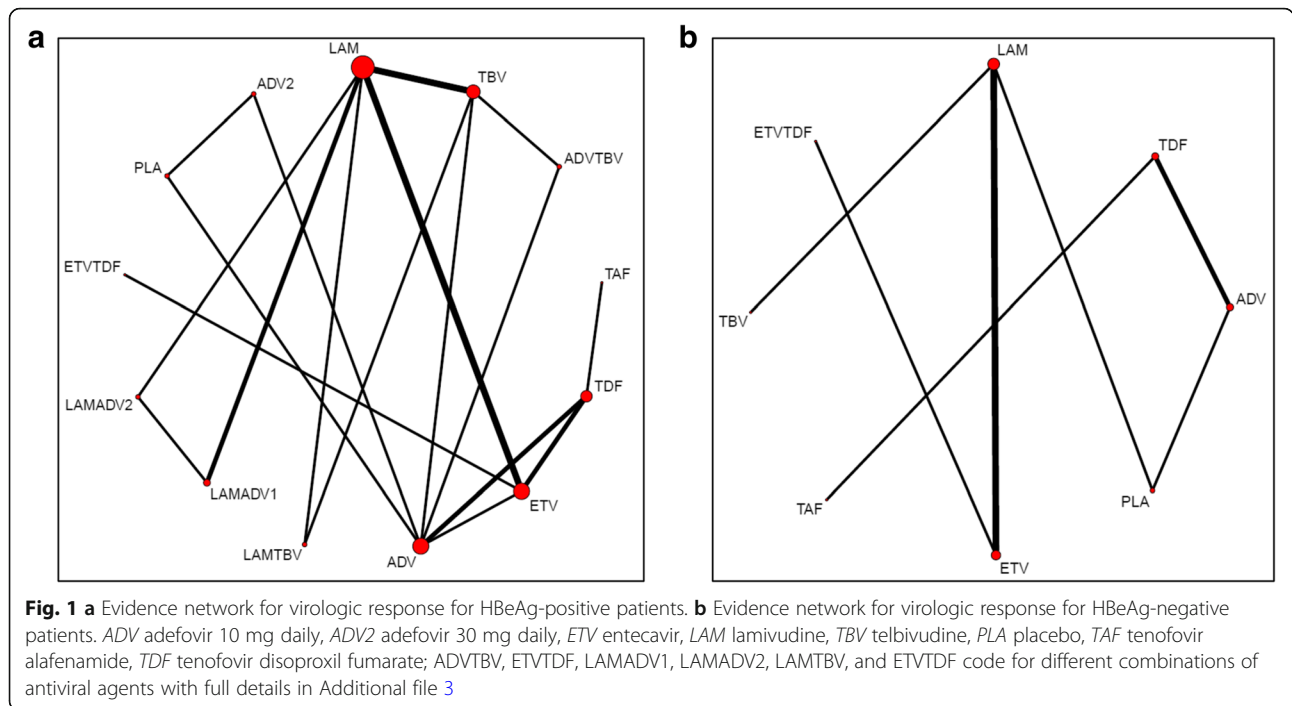 a
LAM
TBV
ADV2
PLA
ADVTBV
ETVTDF
TAF
TDF
LAMADV2
LAMADV1
ETV
LAMTBV
ADV
b
LAM
ETVTDF
TDF
ADV
TBV
TAF
PLA
ETV
Fig. 1 a Evidence network for virologic response for HBeAg-positive patients. b Evidence network for virologic response for HBeAg-negative
patients. ADV adefovir 10 mg daily, ADV2 adefovir 30 mg daily, ETV entecavir, LAM lamivudine, TBV telbivudine, PLA placebo, TAF tenofovir
alafenamide, TDF tenofovir disoproxil fumarate; ADVTBV, ETVTDF, LAMADV1, LAMADV2, LAMTBV, and ETVTDF code for different combinations of
antiviral agents with full details in Additional file 3